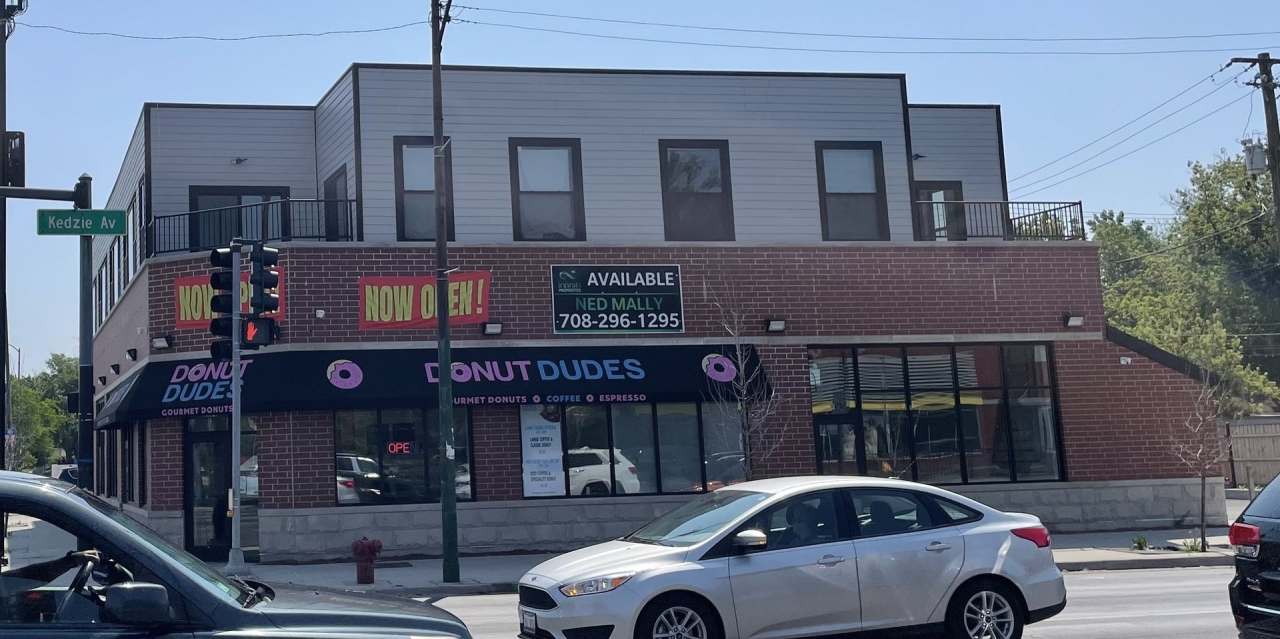 Kedzie Av
NOW OPEN!
AVAILABLE
NED MALLY
708-296-1295
DONUT
DUDES
GOURMET DONUTS
DONUT DUDES
GOURMET DONUTS COFFEE ESPRESSO
OPE